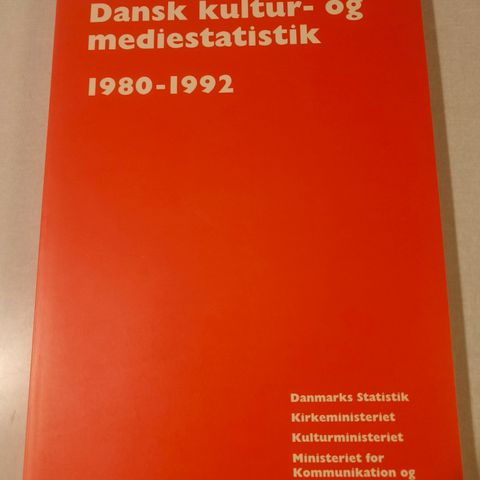 Dansk kultur- og
mediestatistik
1980-1992
Danmarks Statistik
Kirkeministeriet
Kulturministeriet
Ministeriet for
Kommunikation og